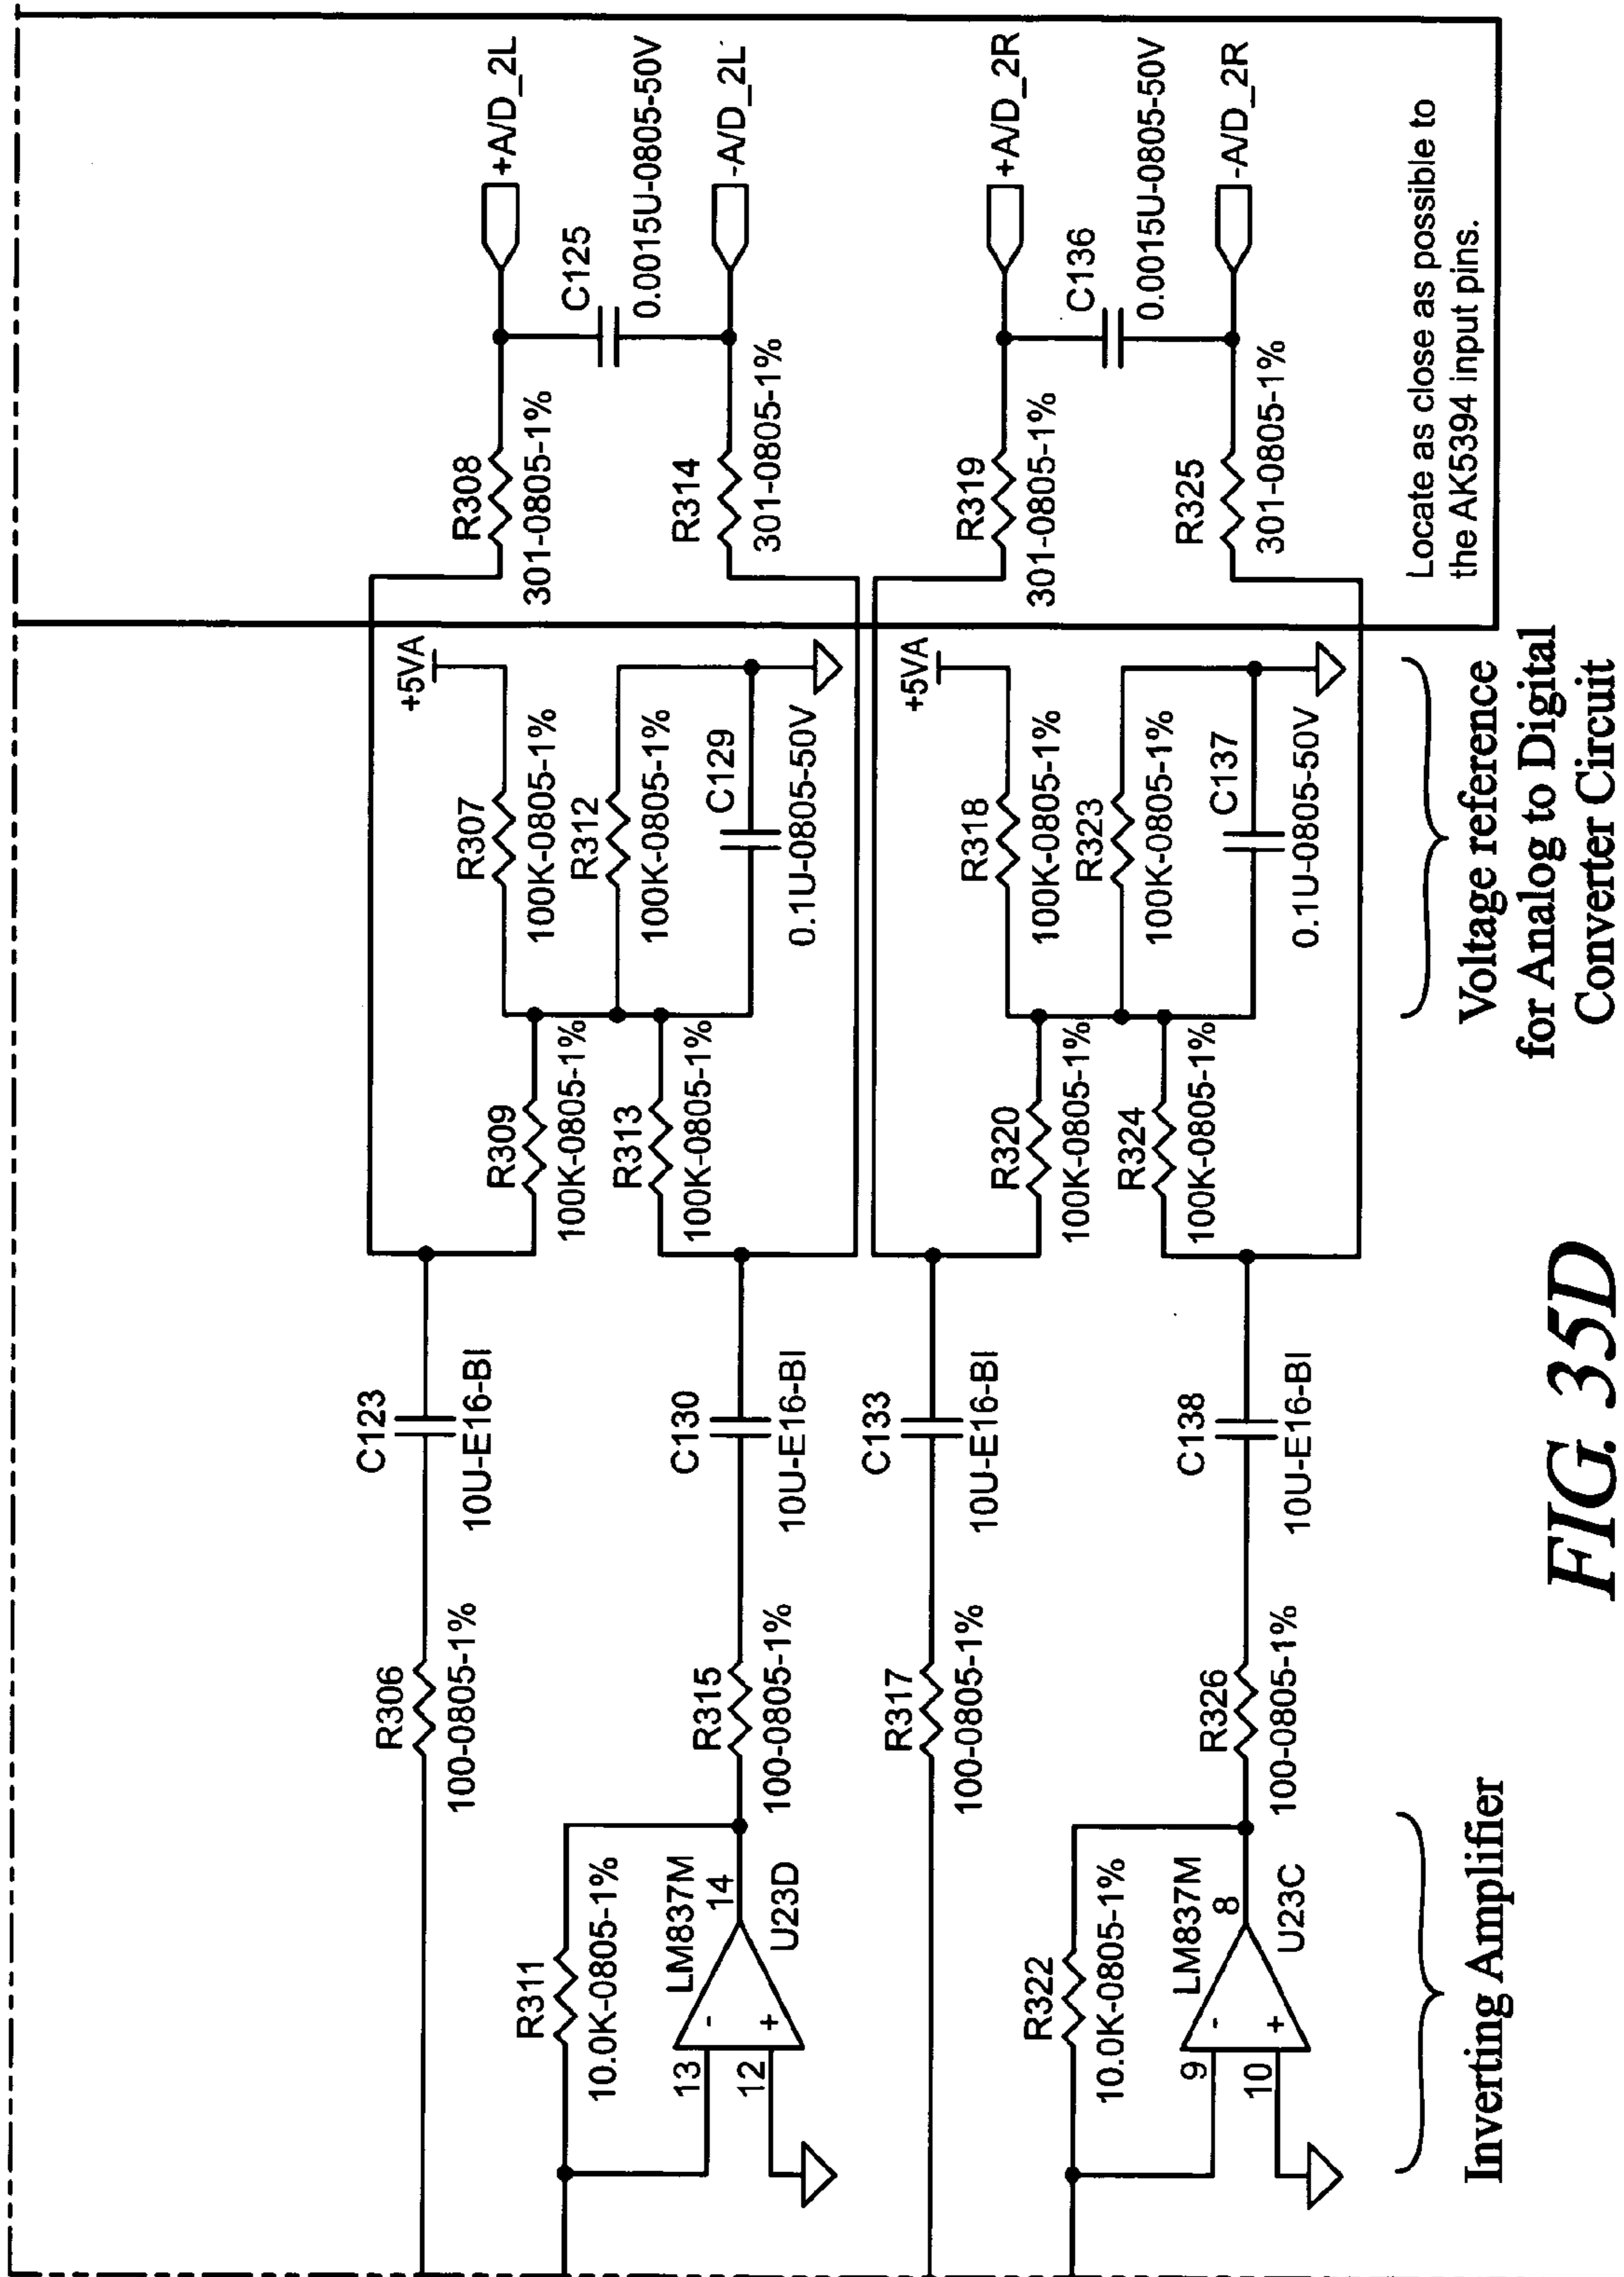 R306
100-0805-1%
C123
10U-E16-BI
+5VA
R307
100K-0805-1%
R309
100K-0805-1%
R312
100K-0805-1%
R313
100K-0805-1%
C129
0.1U-0805-50V
R308
301-0805-1%
+A/D_2L
C125
0.0015U-0805-50V
R314
301-0805-1%
-A/D_2L
R311
10.0K-0805-1%
LM837M
13
12
14
-
+
U23D
R315
100-0805-1%
C130
10U-E16-BI
R317
100-0805-1%
C133
10U-E16-BI
+5VA
R318
100K-0805-1%
R320
100K-0805-1%
R323
100K-0805-1%
R324
100K-0805-1%
C137
0.1U-0805-50V
R319
301-0805-1%
+A/D_2R
C136
0.0015U-0805-50V
R325
301-0805-1%
-A/D_2R
R322
10.0K-0805-1%
LM837M
9
10
8
-
+
U23C
R326
100-0805-1%
C138
10U-E16-BI
Locate as close as possible to
the AK5394 input pins.
Inverting Amplifier
Voltage reference
for Analog to Digital
Converter Circuit
FIG. 35D